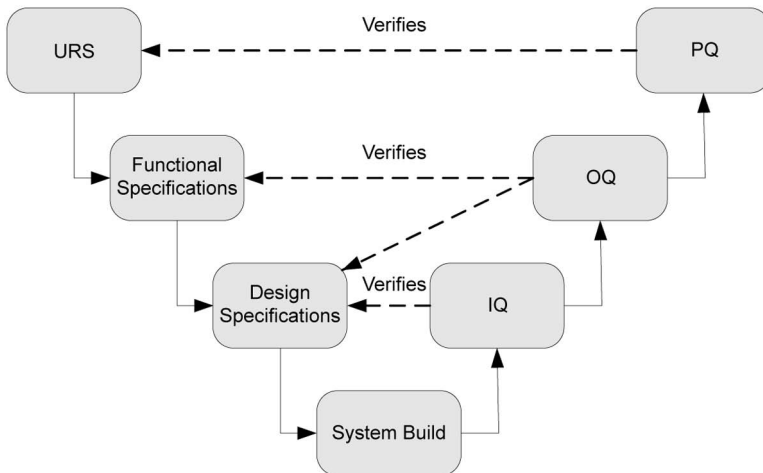 Verifies
URS
PQ
Verifies
Functional
Specifications
OQ
Verifies
Design
Specifications
IQ
System Build